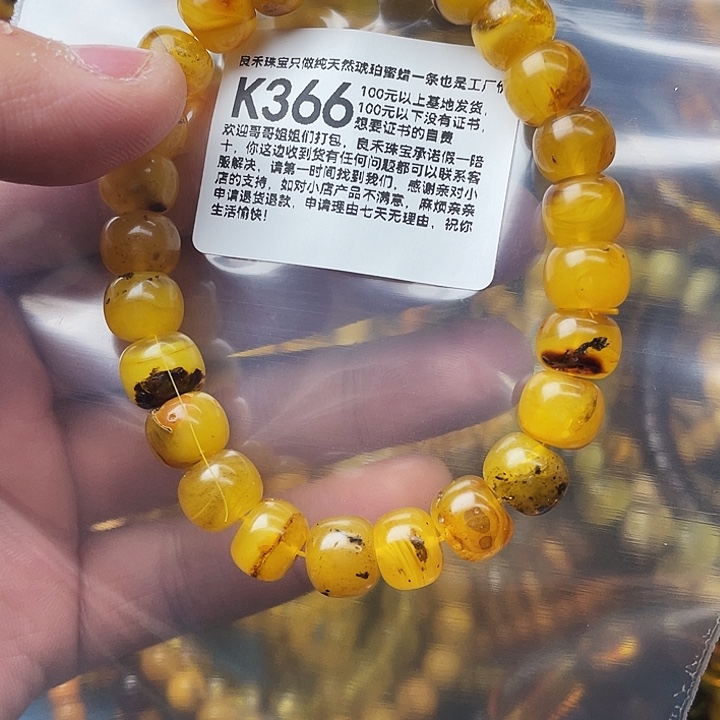 良禾珠宝只做纯天然琥珀蜜蜡一条也是工厂价
K366
100元以上基地发货，
100元以下没有证书，
想要证书的自费
欢迎哥哥姐姐们打包，良禾珠宝承诺假一赔
十，你这边收到货有任何问题都可以联系客
服解决，请第一时间找到我们，感谢亲对小
店的支持，如对小店产品不满意，麻烦亲亲
申请退货退款，申请理由七天无理由，祝你
生活愉快！